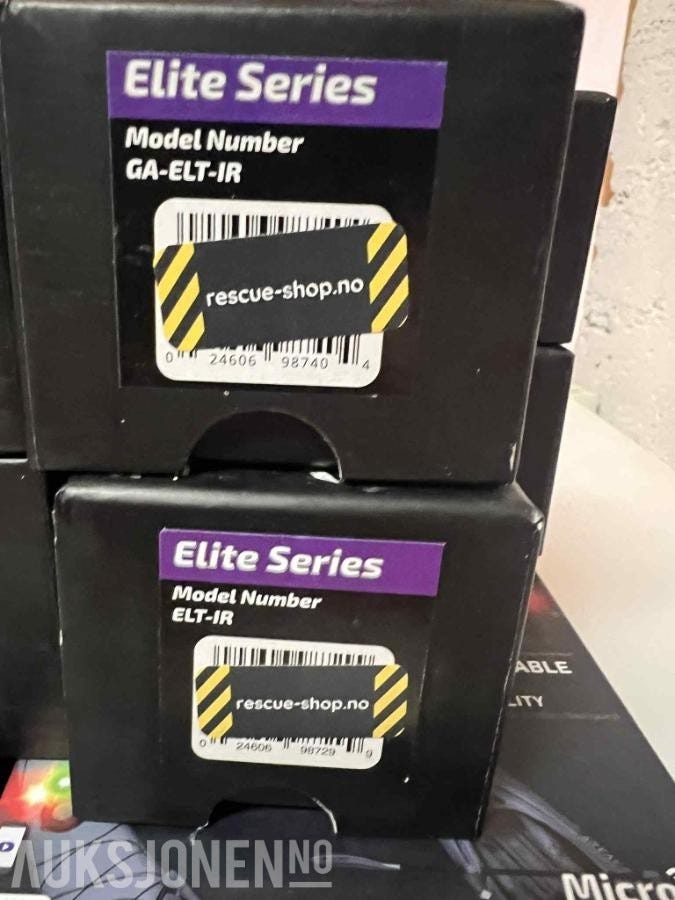 Elite Series
Model Number
GA-ELT-IR
rescue-shop.no
0 24606 98740 4
Elite Series
Model Number
ELT-IR
rescue-shop.no
0 24606 98729 9
ABLE
LITY
AUKSJONEN NO
Micro